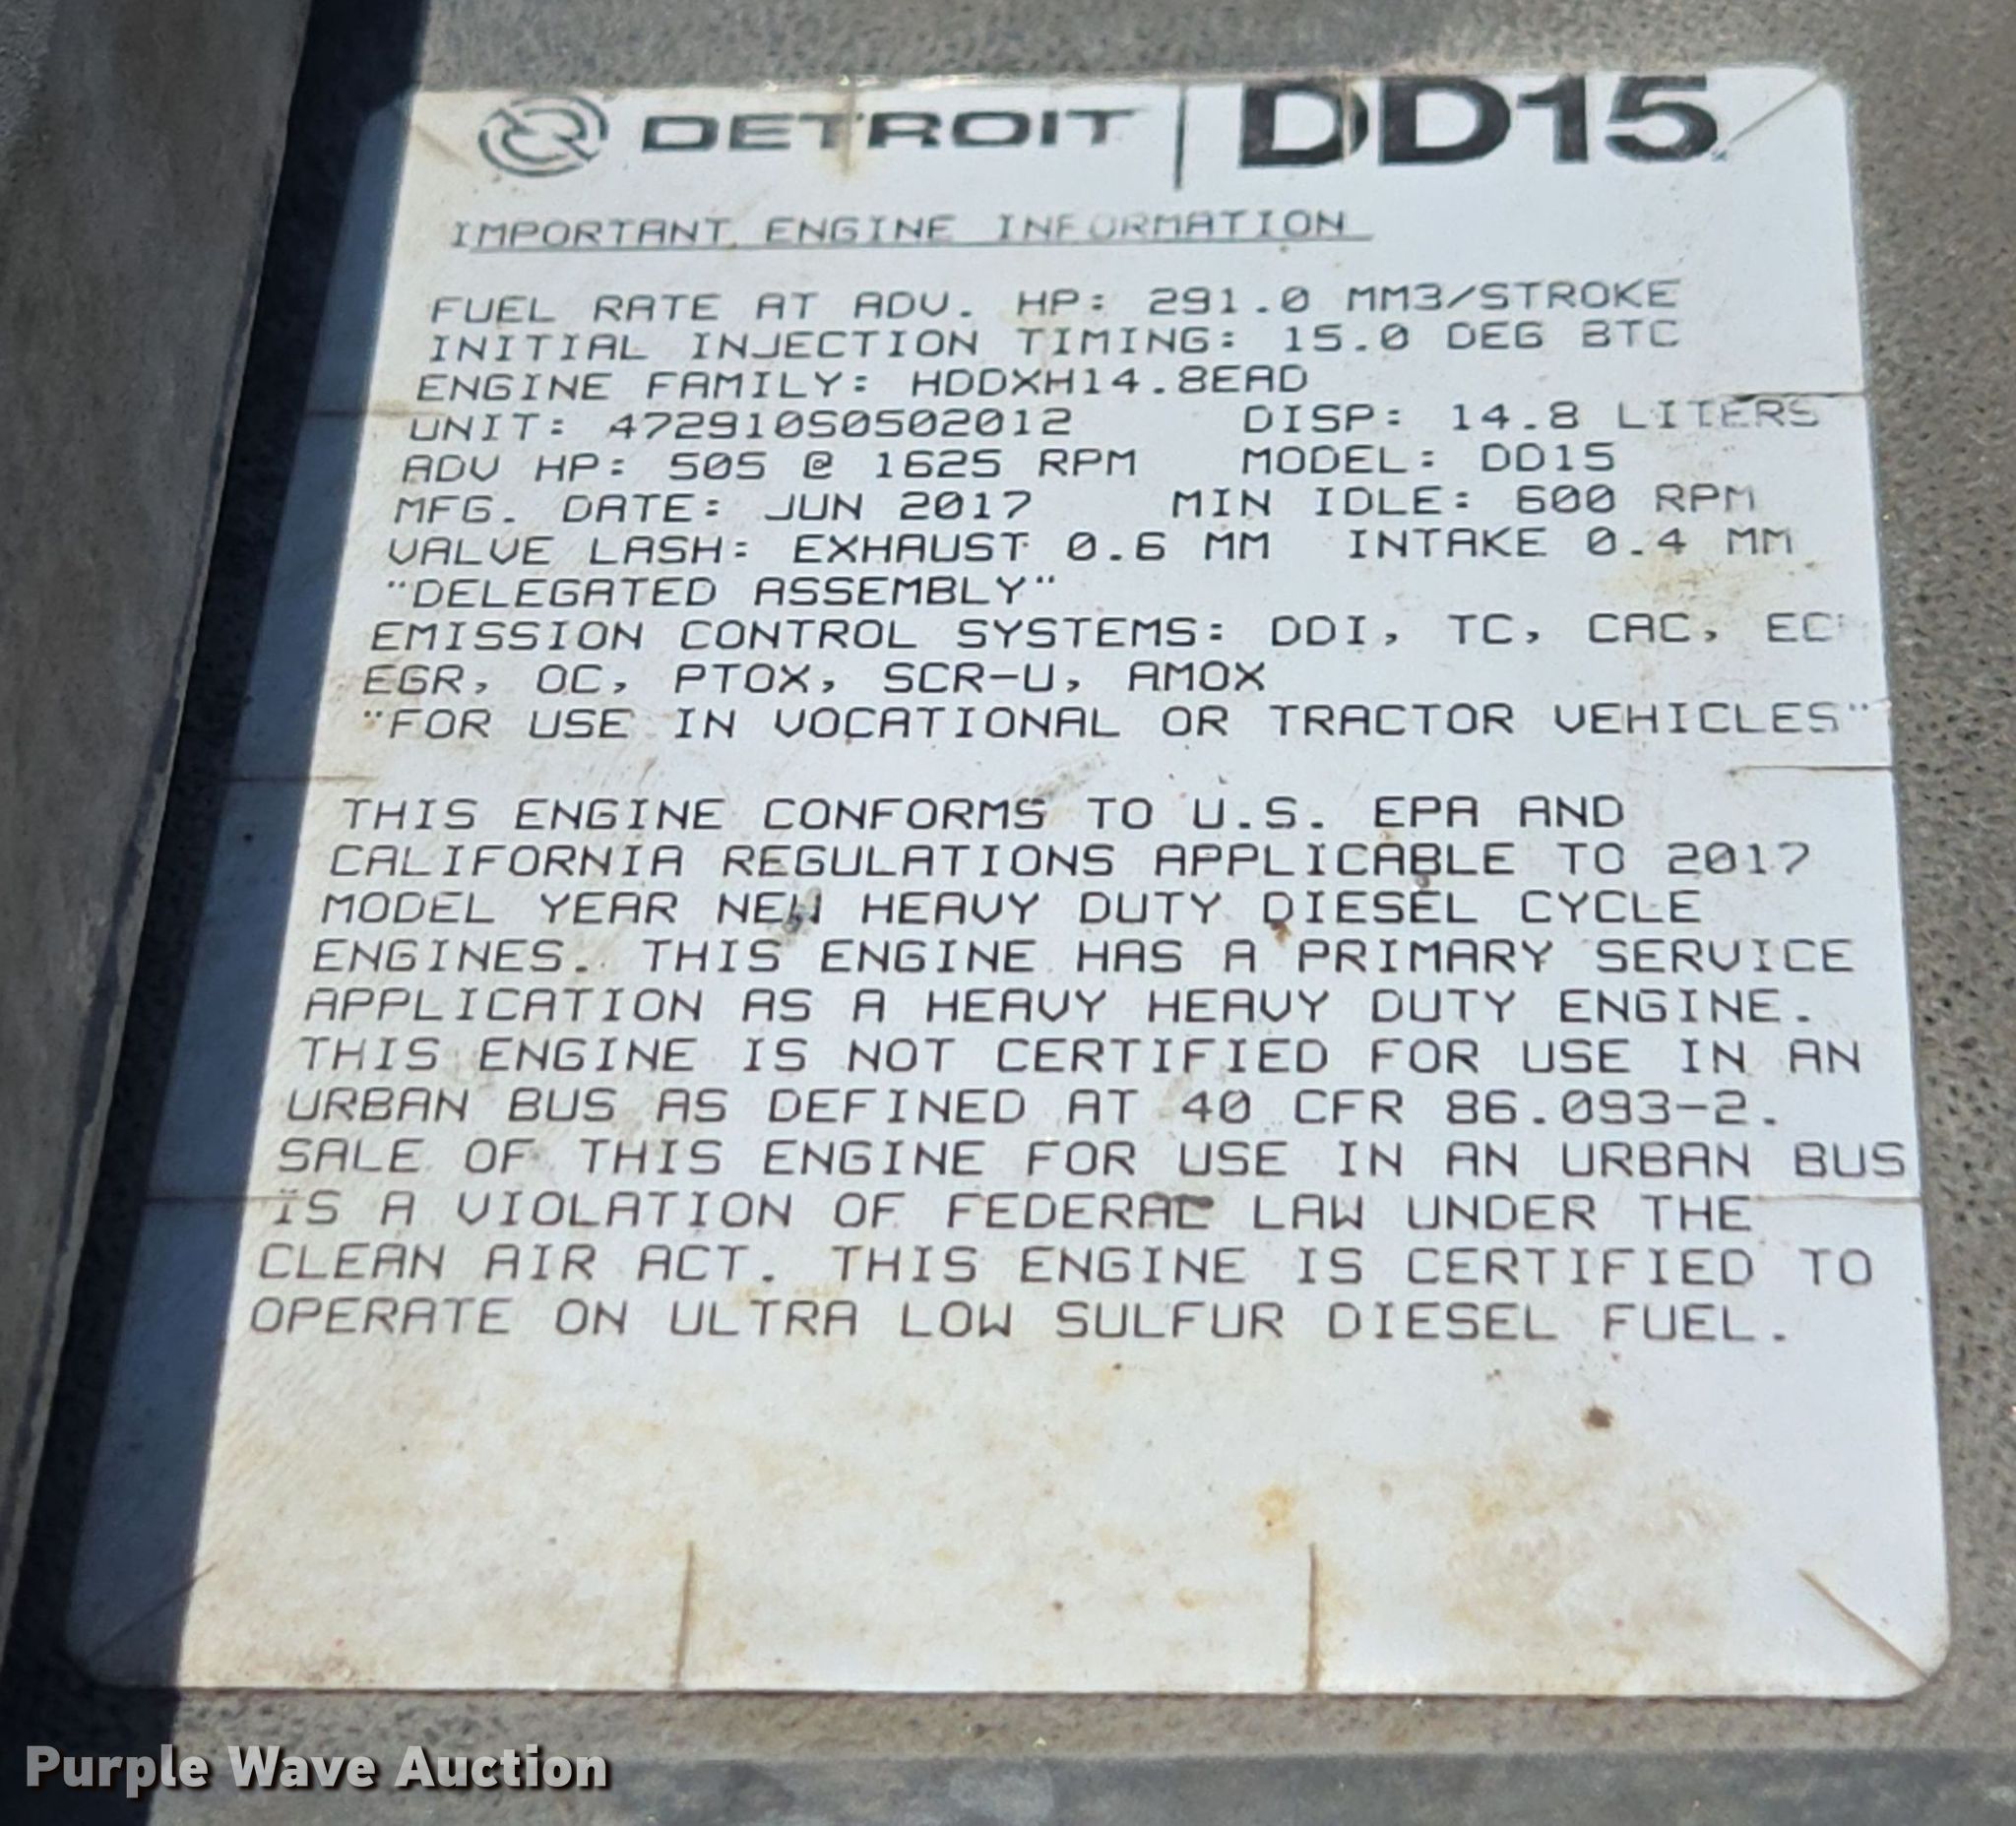 DETROIT | DD15
IMPORTANT ENGINE INFORMATION
FUEL RATE AT ADV. HP: 291.0 MM3/STROKE
INITIAL INJECTION TIMING: 15.0 DEG BTC
ENGINE FAMILY: HDDXH14.8EAD
UNIT: 472910S0502012 DISP: 14.8 LITERS
ADV HP: 505 @ 1625 RPM MODEL: DD15
MFG. DATE: JUN 2017 MIN IDLE: 600 RPM
VALVE LASH: EXHAUST 0.6 MM INTAKE 0.4 MM
"DELEGATED ASSEMBLY"
EMISSION CONTROL SYSTEMS: DDI, TC, CAC,
EGR, OC, PTOX, SCR-U, AMOX
"FOR USE IN VOCATIONAL OR TRACTOR VEHICLES"
THIS ENGINE CONFORMS TO U.S. EPA AND
CALIFORNIA REGULATIONS APPLICABLE TO 2017
MODEL YEAR NEW HEAVY DUTY DIESEL CYCLE
ENGINES. THIS ENGINE HAS A PRIMARY SERVICE
APPLICATION AS A HEAVY HEAVY DUTY ENGINE.
THIS ENGINE IS NOT CERTIFIED FOR USE IN AN
URBAN BUS AS DEFINED AT 40 CFR 86.093-2.
SALE OF THIS ENGINE FOR USE IN AN URBAN BUS
IS A VIOLATION OF FEDERAL LAW UNDER THE
CLEAN AIR ACT. THIS ENGINE IS CERTIFIED TO
OPERATE ON ULTRA LOW SULFUR DIESEL FUEL.
Purple Wave Auction